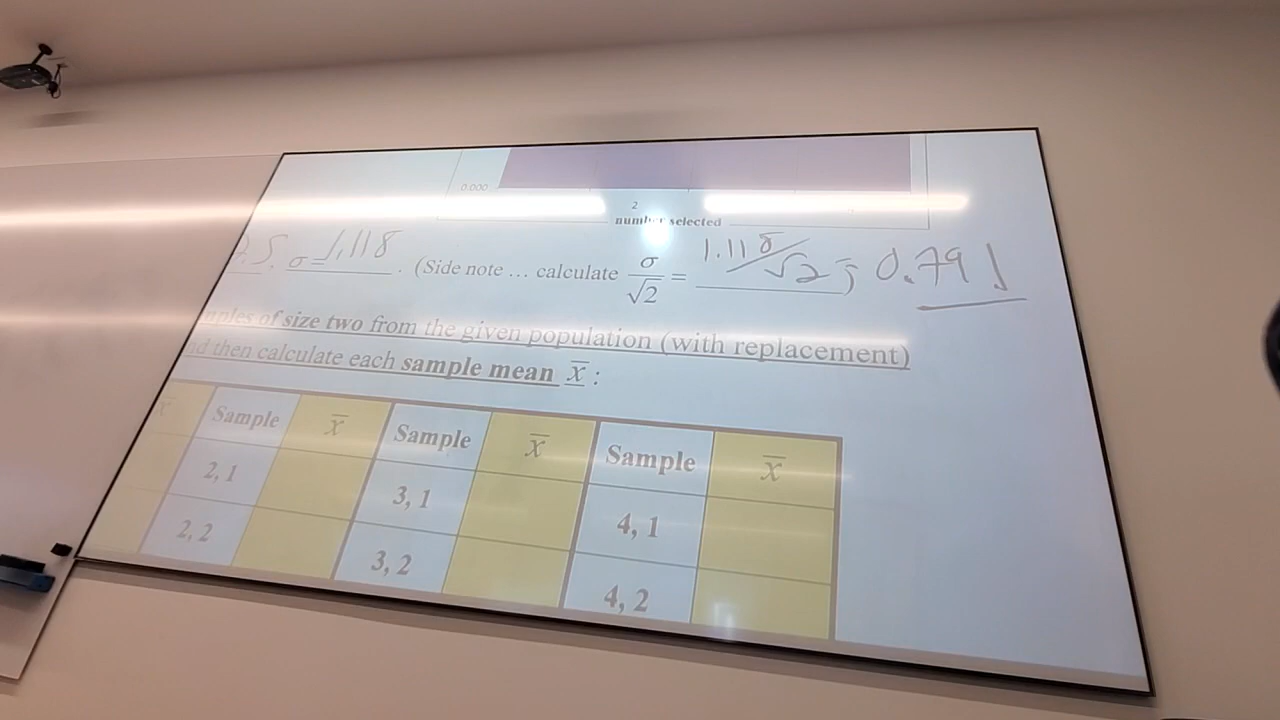 0.000
2
number selected
.5. σ 1.118. (Side note ... calculate σ/√2 = 1.118/√2 = 0.791
of size two from the given population (with replacement)
then calculate each sample mean x̄ :
x̄ Sample x̄ Sample x̄ Sample x̄
2, 1 3, 1 4, 1
2, 2 3, 2 4, 2